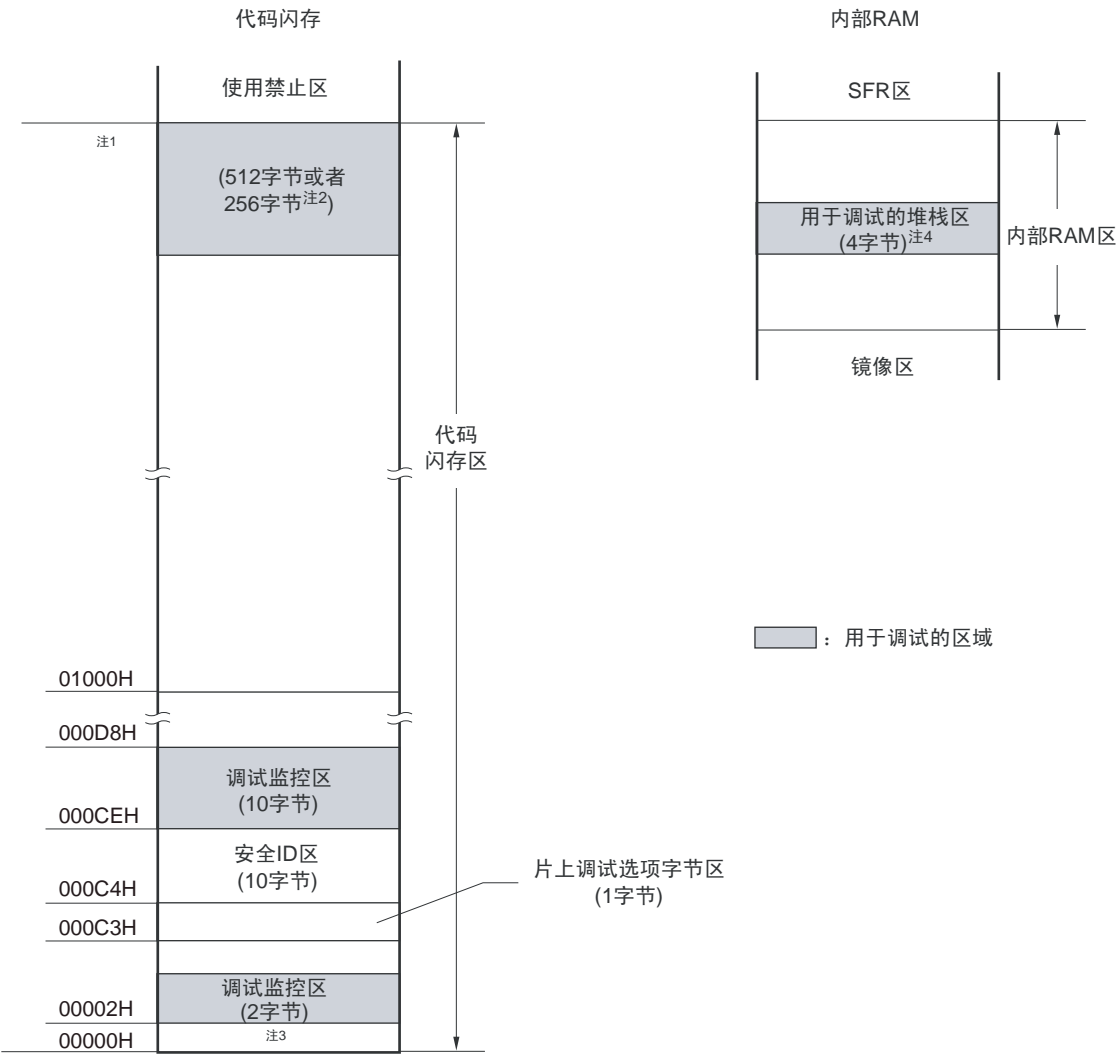 代码闪存
使用禁止区
注1
(512字节或者
256字节注2)
代码
闪存区
01000H
000D8H
调试监控区
(10字节)
000CEH
安全ID区
(10字节)
000C4H
片上调试选项字节区
(1字节)
000C3H
调试监控区
(2字节)
00002H
注3
00000H
内部RAM
SFR区
用于调试的堆栈区
(4字节)注4
内部RAM区
镜像区
：用于调试的区域